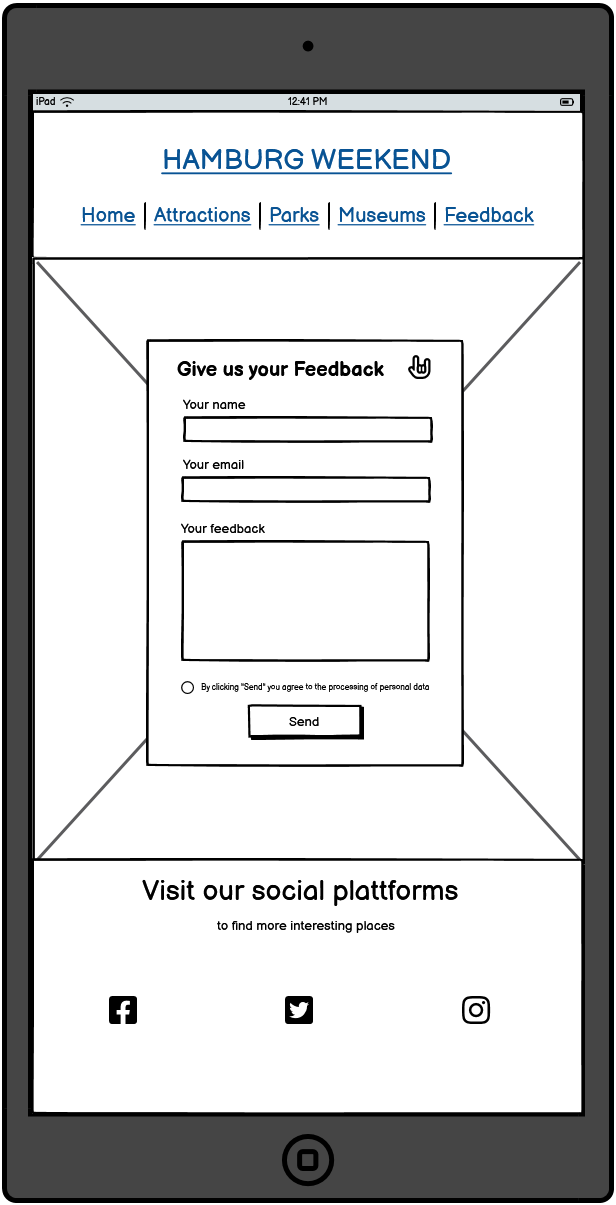 iPad 12:41 PM
HAMBURG WEEKEND
Home Attractions Parks Museums Feedback
Give us your Feedback
Your name
Your email
Your feedback
By clicking "Send" you agree to the processing of personal data
Send
Visit our social plattforms
to find more interesting places